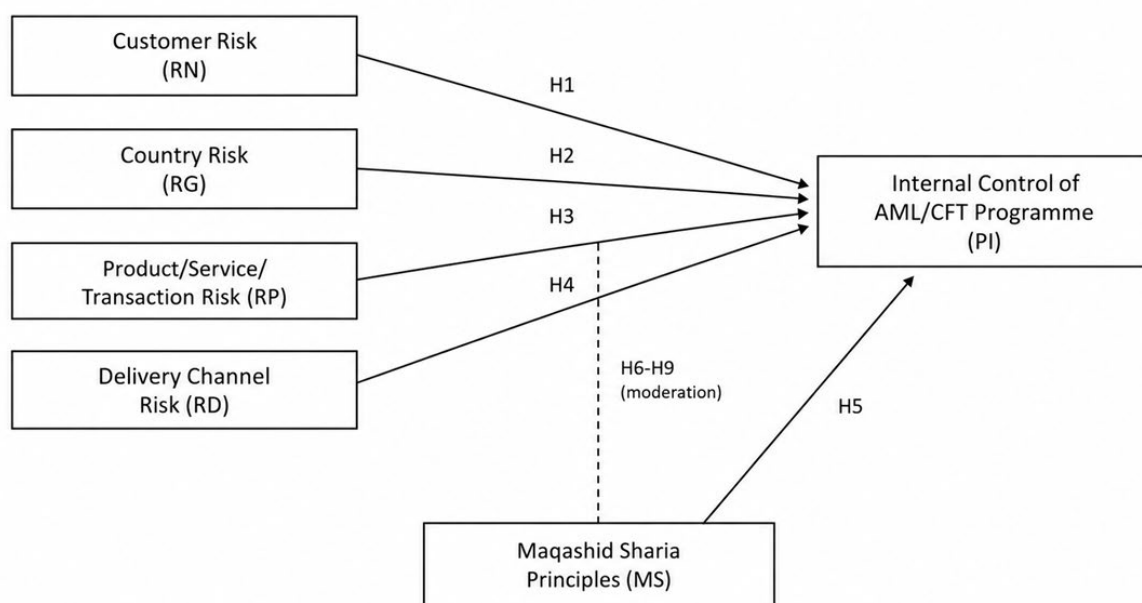 Customer Risk
(RN)
H1
Country Risk
(RG)
H2
Internal Control of
AML/CFT Programme
(PI)
H3
Product/Service/
Transaction Risk (RP)
H4
Delivery Channel
Risk (RD)
H6-H9
(moderation)
H5
Maqashid Sharia
Principles (MS)